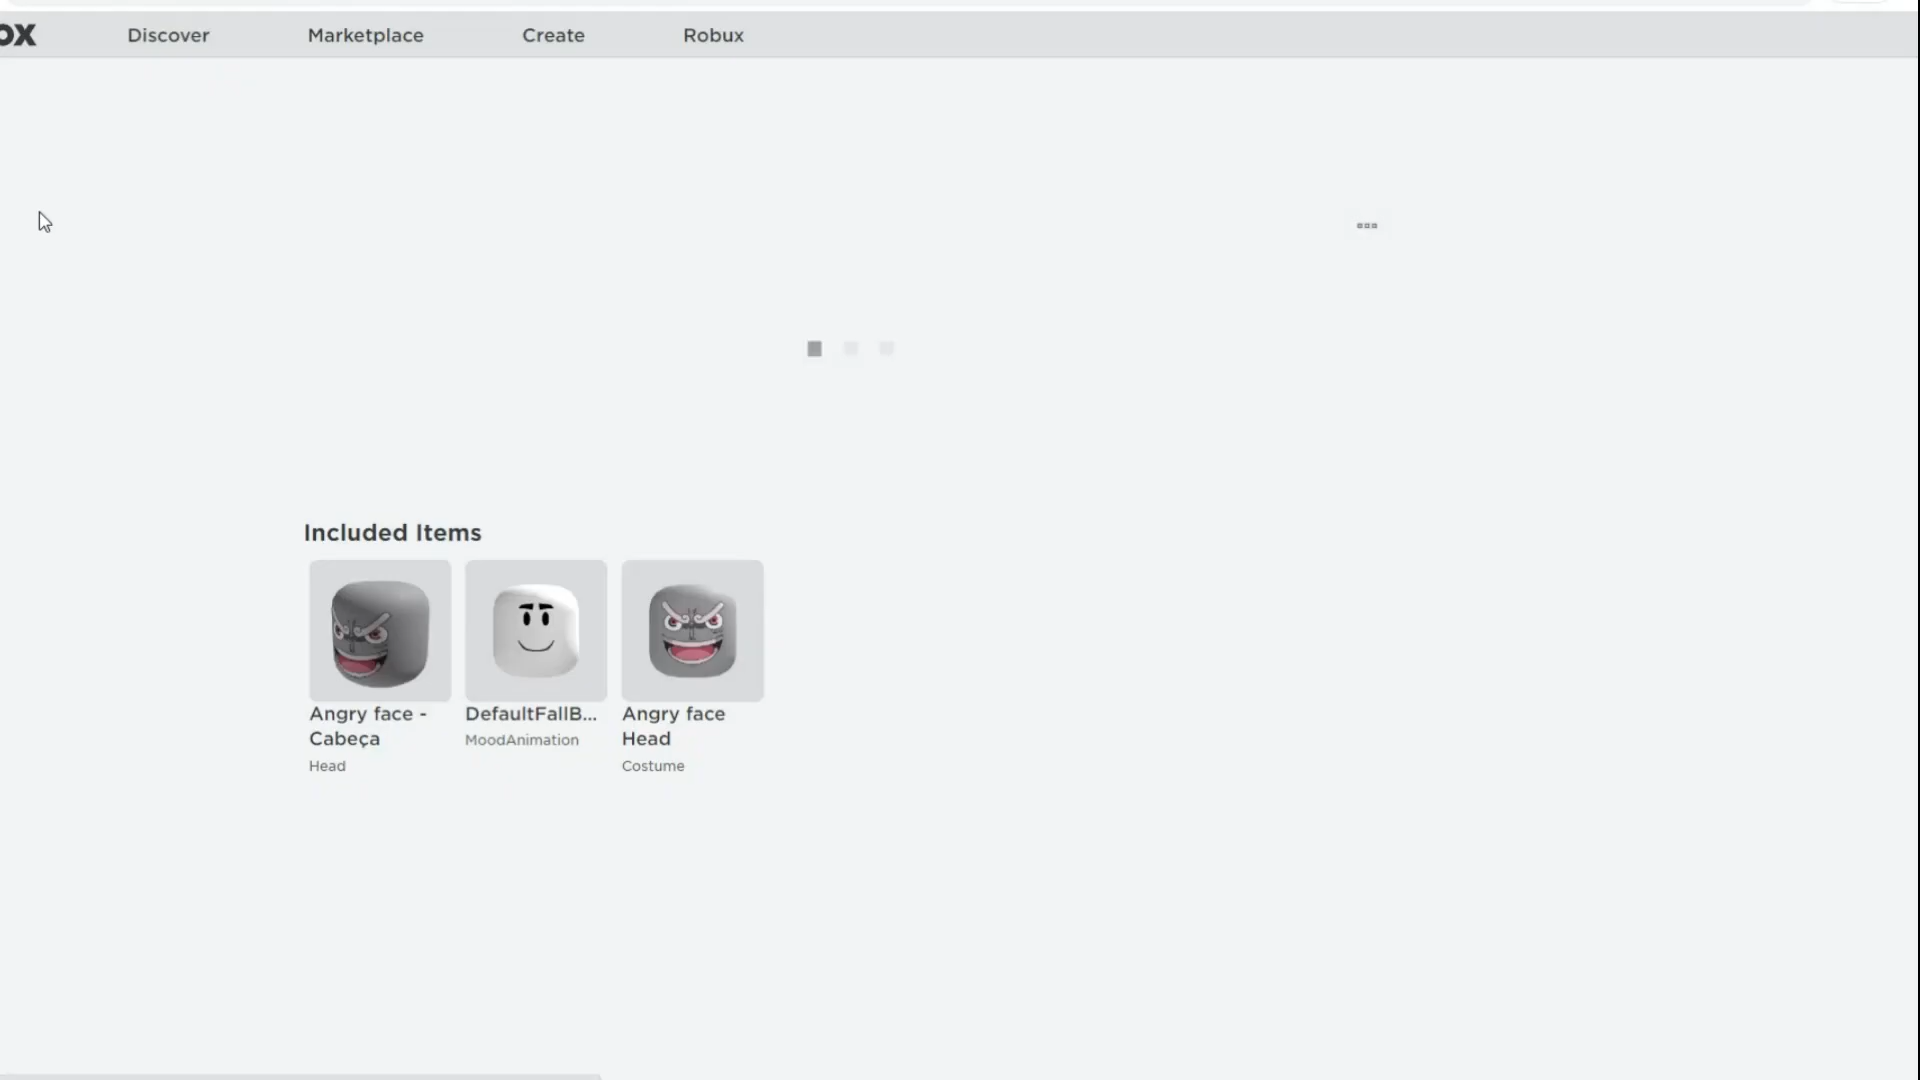 OX
Discover
Marketplace
Create
Robux
Included Items
Angry face -
Cabeça
Head
DefaultFallB...
MoodAnimation
Angry face
Head
Costume